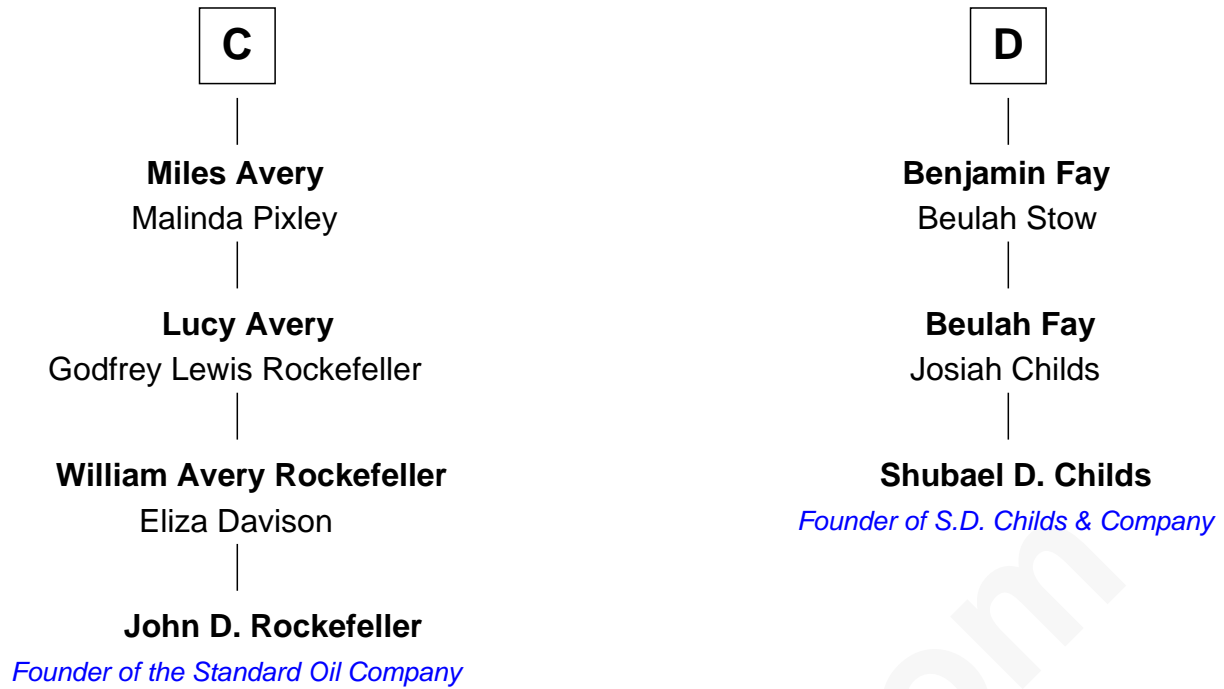 C
Miles Avery
Malinda Pixley
Lucy Avery
Godfrey Lewis Rockefeller
William Avery Rockefeller
Eliza Davison
John D. Rockefeller
Founder of the Standard Oil Company
D
Benjamin Fay
Beulah Stow
Beulah Fay
Josiah Childs
Shubael D. Childs
Founder of S.D. Childs & Company
om